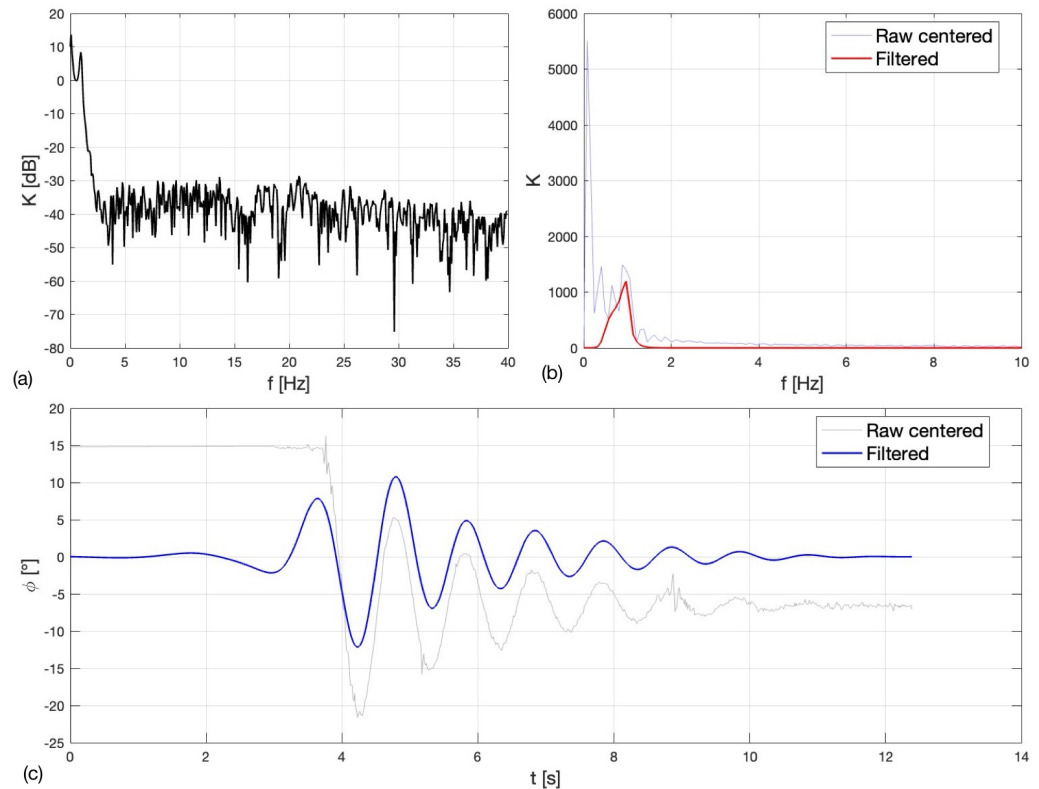 20
10
0
-10
-20
-30
-40
-50
-60
-70
-80
K [dB]
0 5 10 15 20 25 30 35 40
f [Hz]
(a)
6000
5000
4000
3000
2000
1000
0
K
Raw centered
Filtered
0 2 4 6 8 10
f [Hz]
(b)
20
15
10
5
0
-5
-10
-15
-20
-25
ϕ [°]
Raw centered
Filtered
0 2 4 6 8 10 12 14
t [s]
(c)